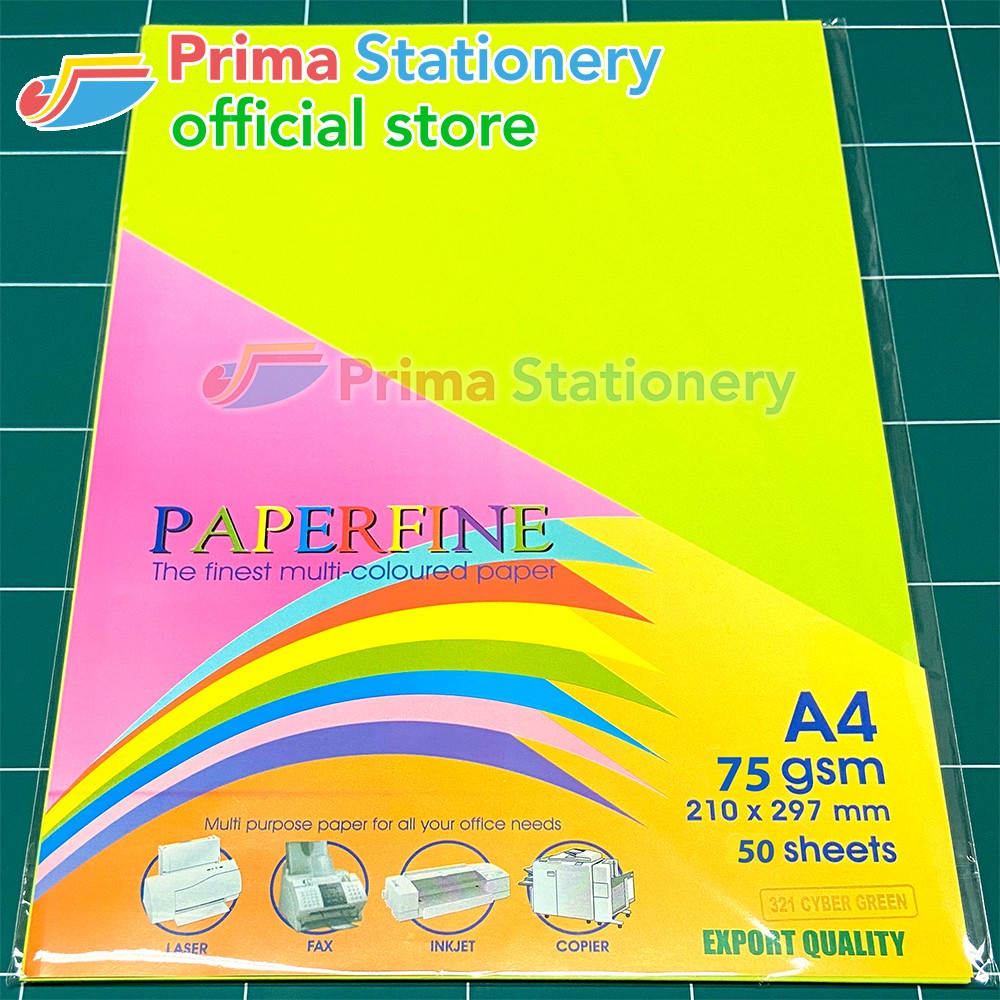 Prima Stationery
official store
Prima Stationery
PAPERFINE
The finest multi-coloured paper
A4
75 gsm
210 x 297 mm
50 sheets
Multi purpose paper for all your office needs
LASER
FAX
INKJET
COPIER
321 CYBER GREEN
EXPORT QUALITY